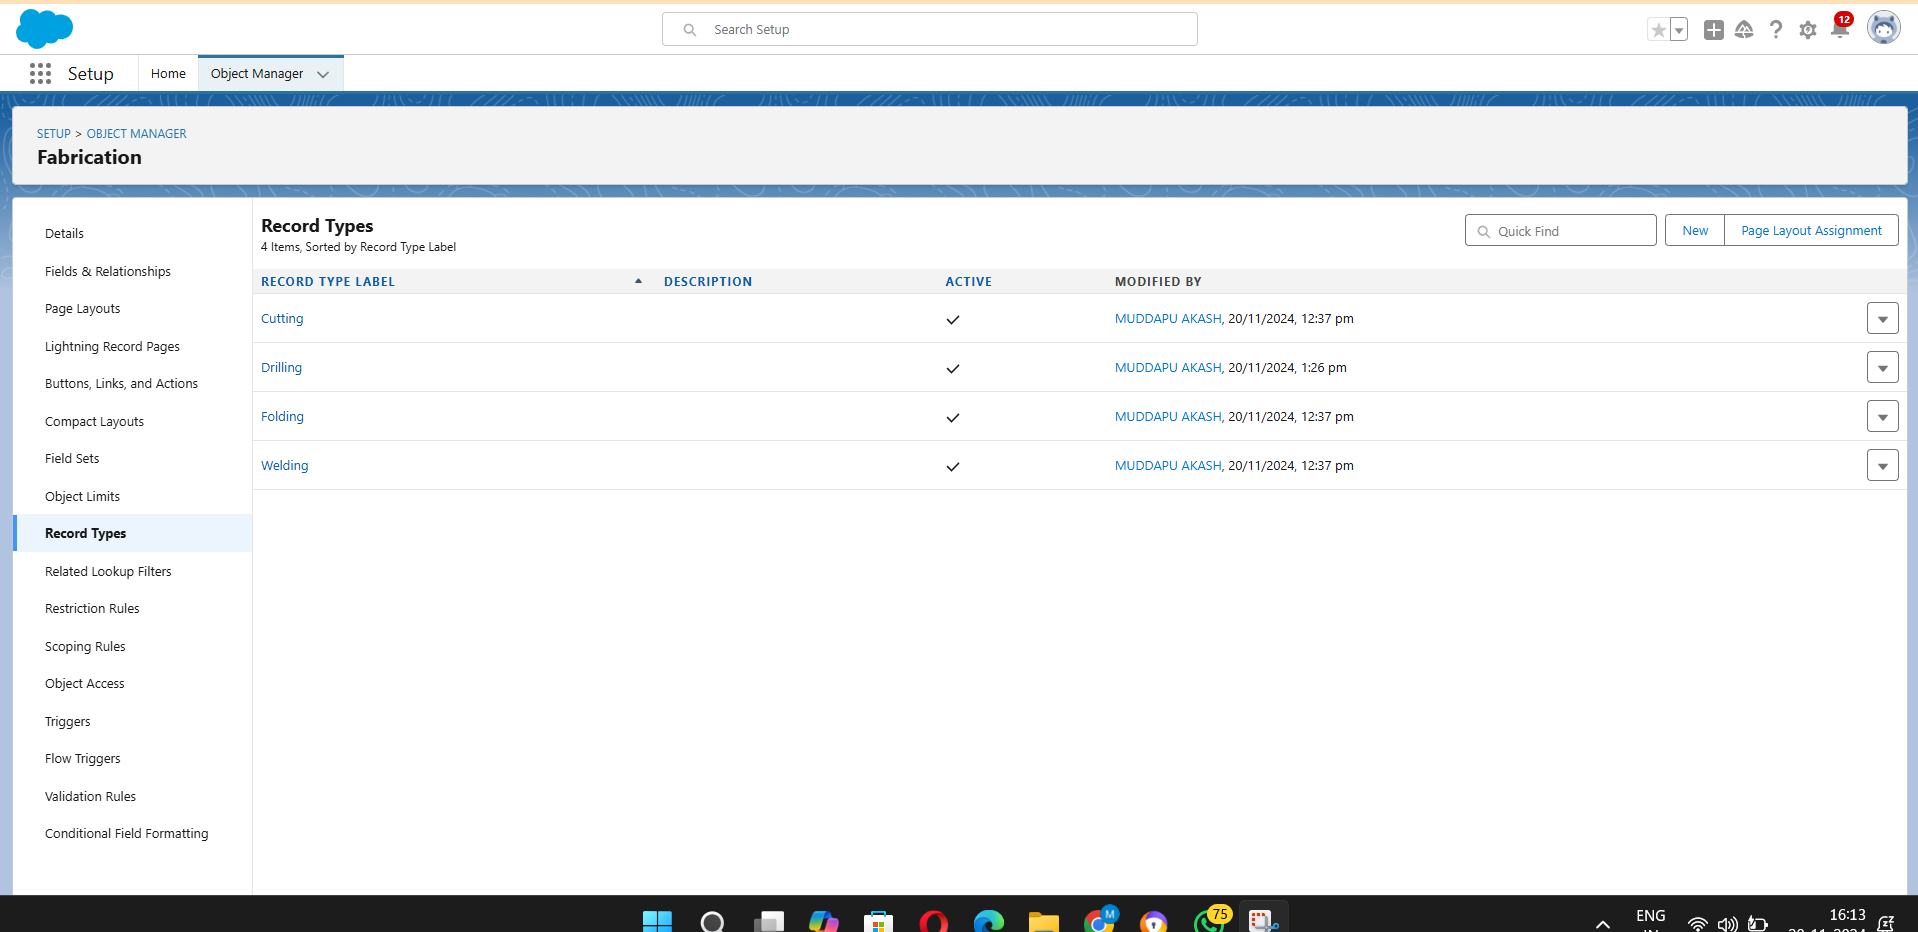 Search Setup
12
Setup
Home
Object Manager
SETUP > OBJECT MANAGER
Fabrication
Details
Fields & Relationships
Page Layouts
Lightning Record Pages
Buttons, Links, and Actions
Compact Layouts
Field Sets
Object Limits
Record Types
Related Lookup Filters
Restriction Rules
Scoping Rules
Object Access
Triggers
Flow Triggers
Validation Rules
Conditional Field Formatting
Record Types
4 Items, Sorted by Record Type Label
Quick Find
New
Page Layout Assignment
RECORD TYPE LABEL DESCRIPTION ACTIVE MODIFIED BY
Cutting MUDDAPU AKASH, 20/11/2024, 12:37 pm
Drilling MUDDAPU AKASH, 20/11/2024, 1:26 pm
Folding MUDDAPU AKASH, 20/11/2024, 12:37 pm
Welding MUDDAPU AKASH, 20/11/2024, 12:37 pm
M
75
ENG
16:13